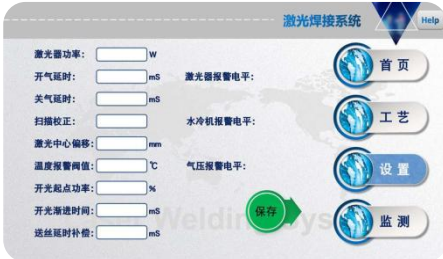 激光焊接系统
Help
激光器功率： W
开气延时： mS 激光器报警电平：
关气延时： mS
扫描校正： 水冷机报警电平：
激光中心偏移： mm
温度报警阀值： ℃ 气压报警电平：
开光起点功率： %
开光渐进时间： mS
送丝延时补偿： mS
保存
首页
工艺
设置
监测
Laser Welding System